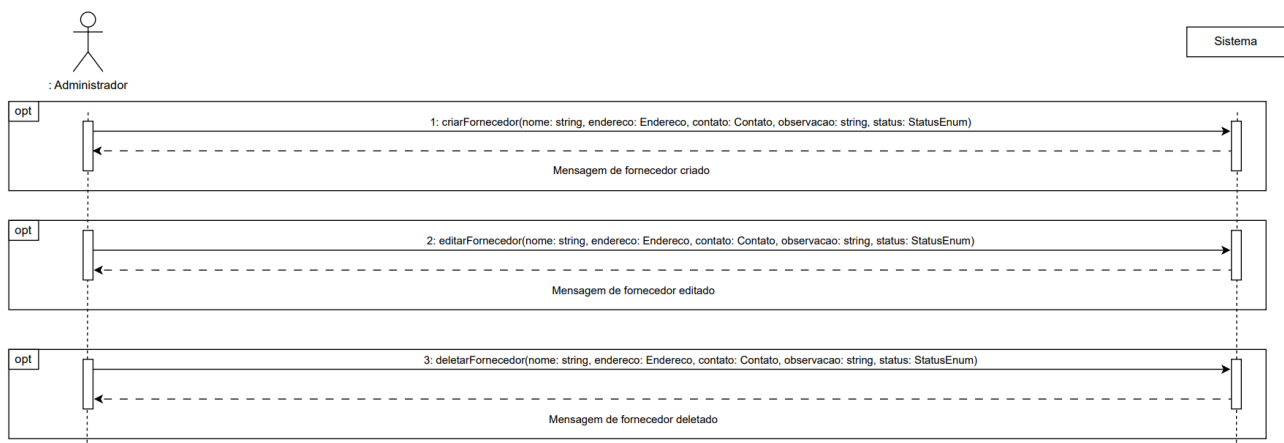 Sistema
: Administrador
opt
1: criarFornecedor(nome: string, endereco: Endereco, contato: Contato, observacao: string, status: StatusEnum)
Mensagem de fornecedor criado
opt
2: editarFornecedor(nome: string, endereco: Endereco, contato: Contato, observacao: string, status: StatusEnum)
Mensagem de fornecedor editado
opt
3: deletarFornecedor(nome: string, endereco: Endereco, contato: Contato, observacao: string, status: StatusEnum)
Mensagem de fornecedor deletado